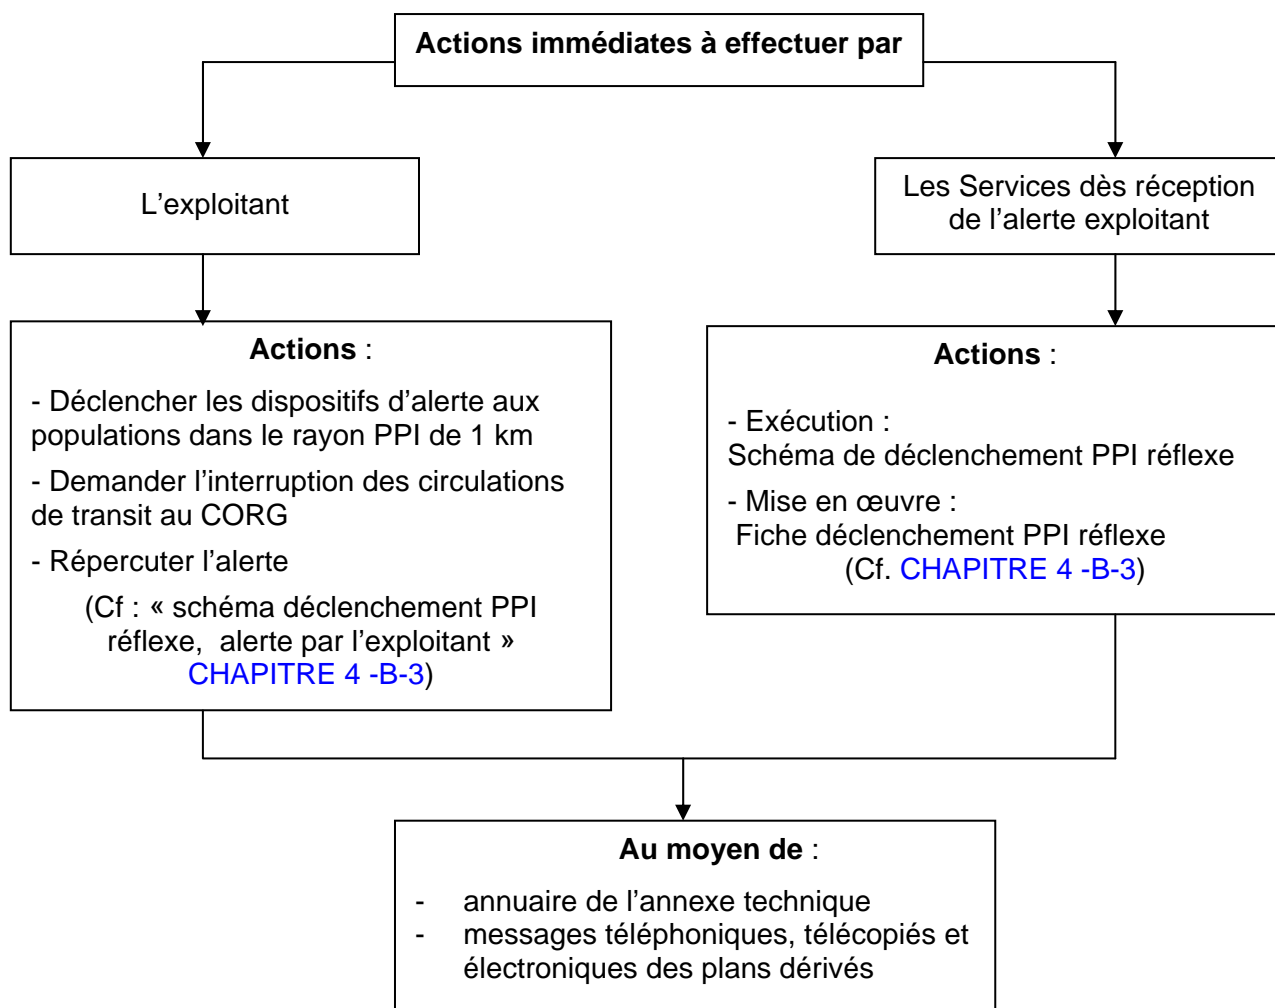 Actions immédiates à effectuer par
L’exploitant
Les Services dès réception
de l’alerte exploitant
Actions :
- Déclencher les dispositifs d’alerte aux
populations dans le rayon PPI de 1 km
- Demander l’interruption des circulations
de transit au CORG
- Répercuter l’alerte
(Cf : « schéma déclenchement PPI
réflexe, alerte par l’exploitant »
CHAPITRE 4 -B-3)
Actions :
- Exécution :
Schéma de déclenchement PPI réflexe
- Mise en œuvre :
Fiche déclenchement PPI réflexe
(Cf. CHAPITRE 4 -B-3)
Au moyen de :
- annuaire de l’annexe technique
- messages téléphoniques, télécopiés et
électroniques des plans dérivés